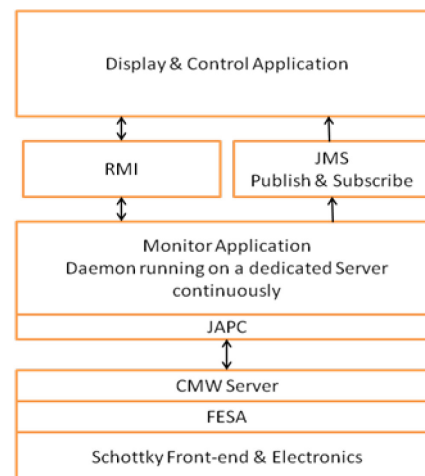 Display & Control Application
RMI
JMS
Publish & Subscribe
Monitor Application
Daemon running on a dedicated Server
continuously
JAPC
CMW Server
FESA
Schottky Front-end & Electronics